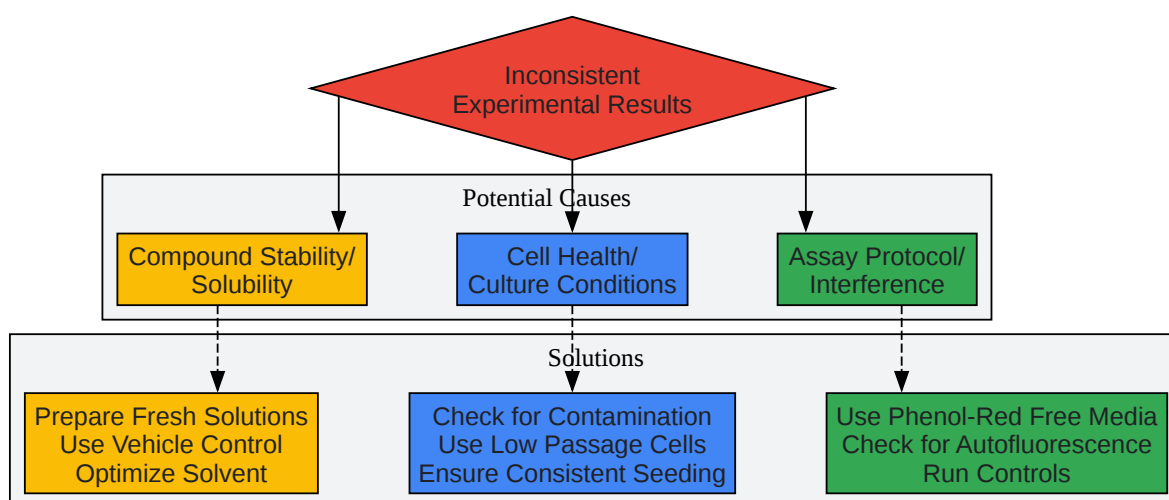 Inconsistent
Experimental Results
Potential Causes
Compound Stability/
Solubility
Cell Health/
Culture Conditions
Assay Protocol/
Interference
Solutions
Prepare Fresh Solutions
Use Vehicle Control
Optimize Solvent
Check for Contamination
Use Low Passage Cells
Ensure Consistent Seeding
Use Phenol-Red Free Media
Check for Autofluorescence
Run Controls